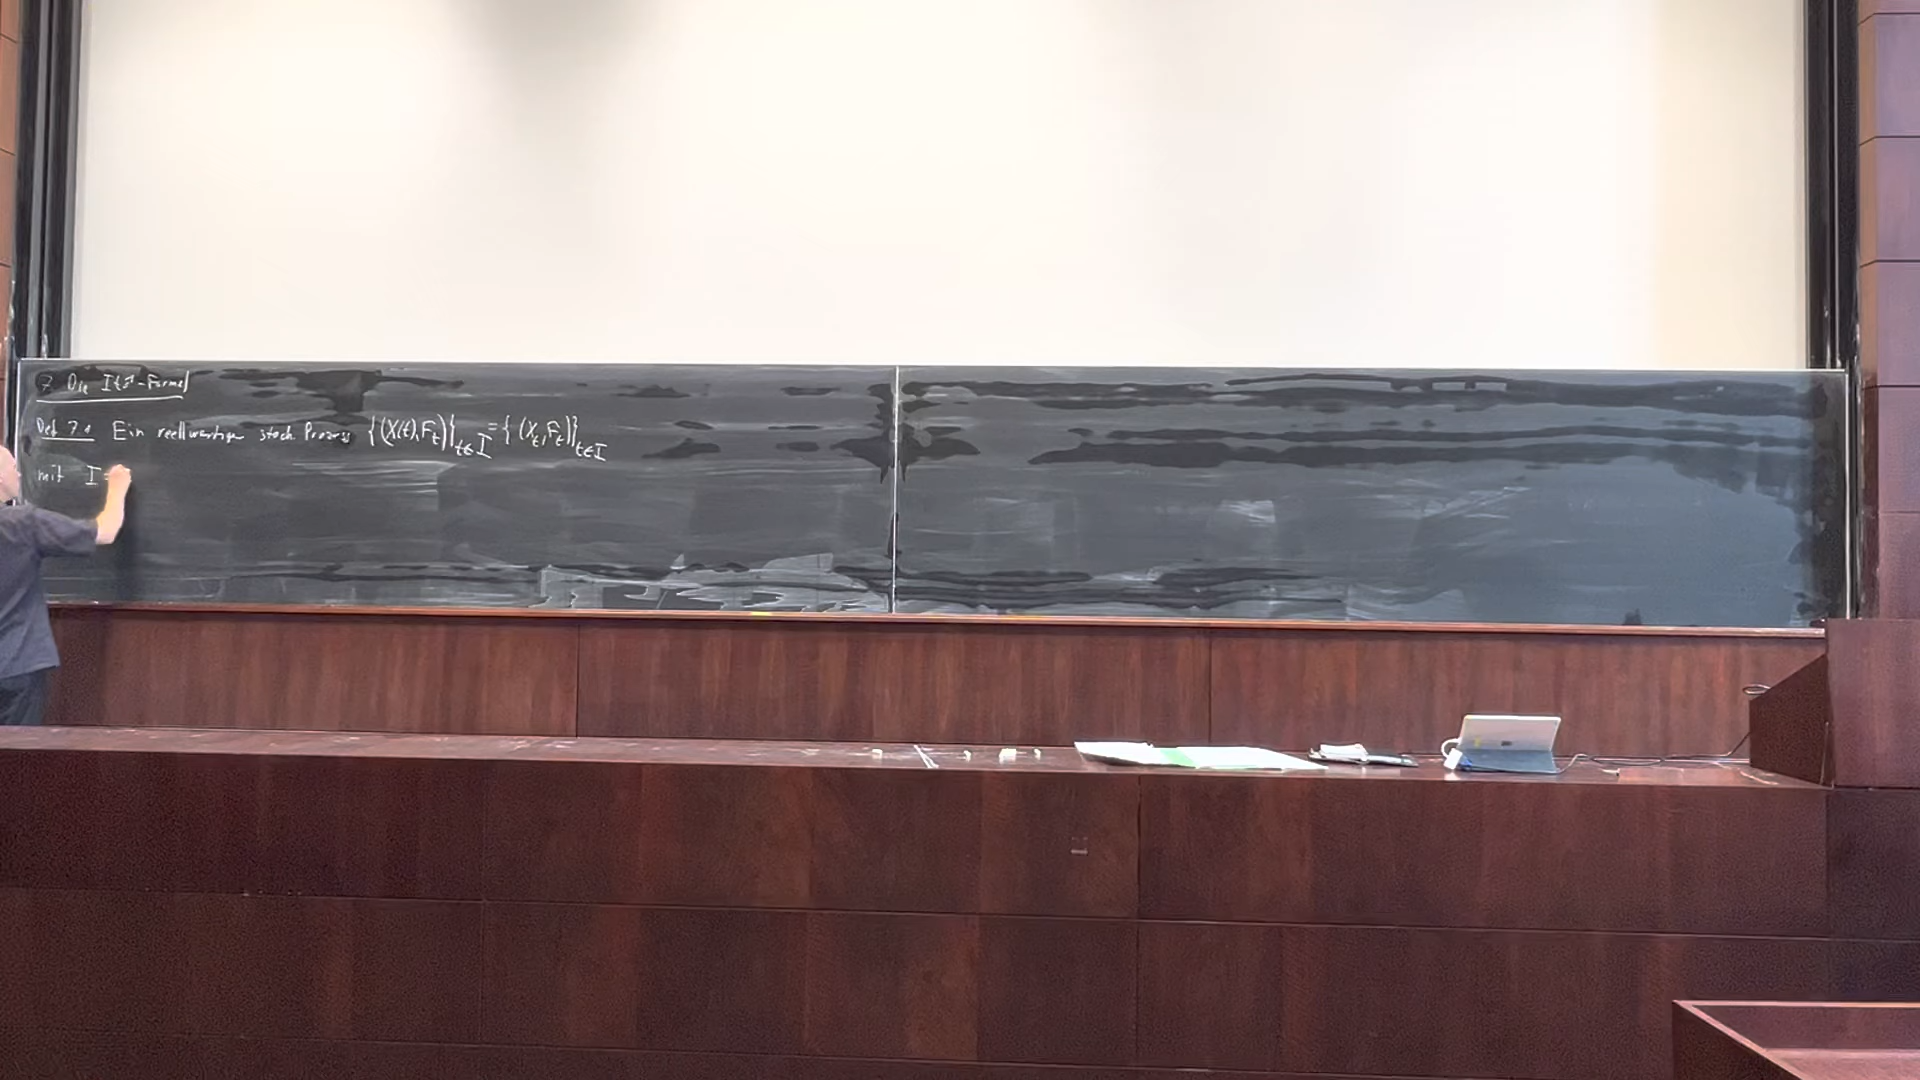 7 Die Itô-Formel
Def 7.1 Ein reellwertiger stoch Prozess {(X(t), F_t)}_{t∈I} = {(X_t, F_t)}_{t∈I}
mit I =